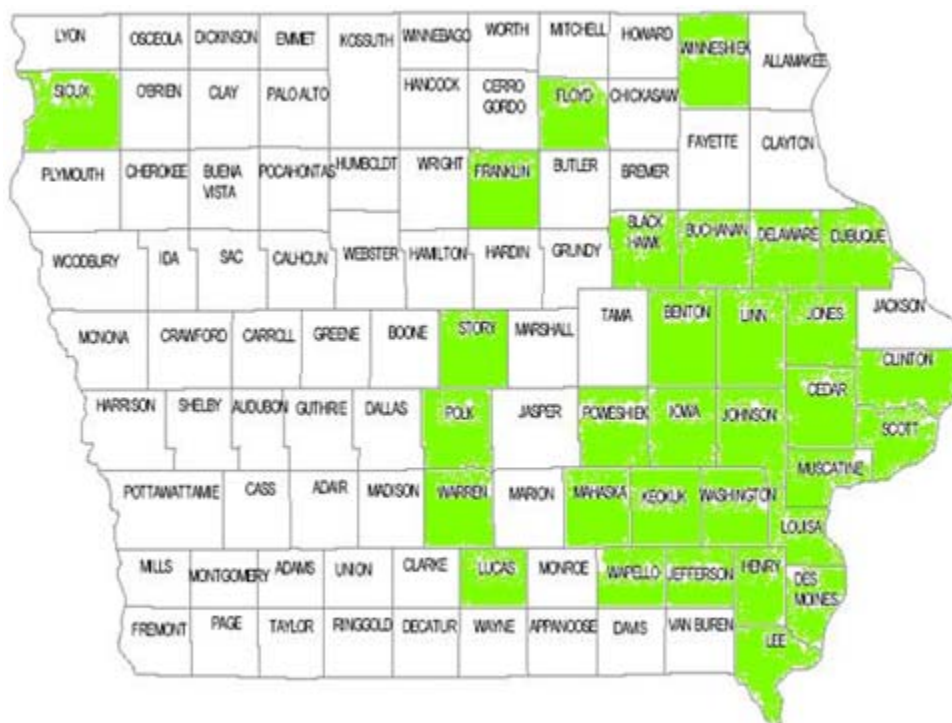 LYON OSCEOLA DICKINSON EMMET KOSSUTH WINNEBAGO WORTH MITCHELL HOWARD WINNESHIEK ALLAMAKEE
SIOUX O'BRIEN CLAY PALO ALTO HANCOCK CERRO
GORDO FLOYD CHICKASAW
PLYMOUTH CHEROKEE BUENA
VISTA POCAHONTAS HUMBOLDT WRIGHT FRANKLIN BUTLER BREMER FAYETTE CLAYTON
WOODBURY IDA SAC CALHOUN WEBSTER HAMILTON HARDIN GRUNDY BLACK
HAWK BUCHANAN DELAWARE DUBUQUE
MONONA CRAWFORD CARROLL GREENE BOONE STORY MARSHALL TAMA BENTON LINN JONES JACKSON
CLINTON
HARRISON SHELBY AUDUBON GUTHRIE DALLAS POLK JASPER POWESHIEK IOWA JOHNSON CEDAR
SCOTT
MUSCATINE
POTTAWATTAMIE CASS ADAIR MADISON WARREN MARION MAHASKA KEOKUK WASHINGTON
LOUISA
MILLS MONTGOMERY ADAMS UNION CLARKE LUCAS MONROE WAPELLO JEFFERSON HENRY DES
MOINES
FREMONT PAGE TAYLOR RINGGOLD DECATUR WAYNE APPANOOSE DAVIS VAN BUREN LEE